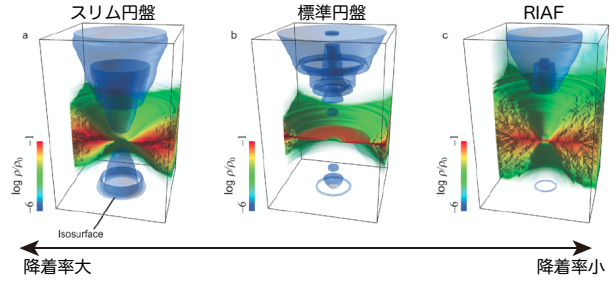 スリム円盤
標準円盤
RIAF
a
b
c
log ρ/ρ₀
−1
−6
log ρ/ρ₀
−1
−6
log ρ/ρ₀
−1
−6
Isosurface
降着率大
降着率小